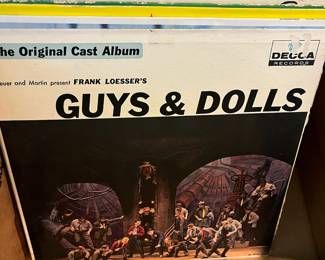 he Original Cast Album
DECCA
RECORDS
euer and Martin present FRANK LOESSER'S
GUYS & DOLLS